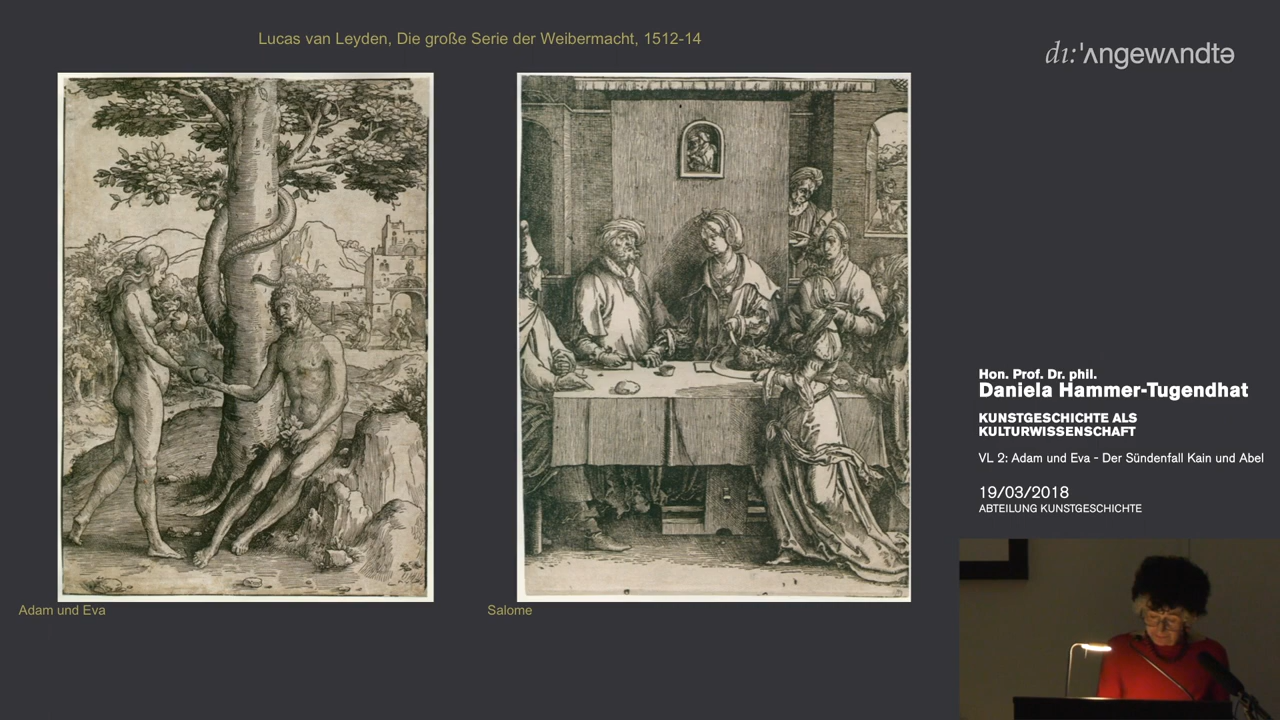 Lucas van Leyden, Die große Serie der Weibermacht, 1512-14
dı:'ʌngewʌndtə
Adam und Eva
Salome
Hon. Prof. Dr. phil.
Daniela Hammer-Tugendhat
KUNSTGESCHICHTE ALS
KULTURWISSENSCHAFT
VL 2: Adam und Eva - Der Sündenfall Kain und Abel
19/03/2018
ABTEILUNG KUNSTGESCHICHTE